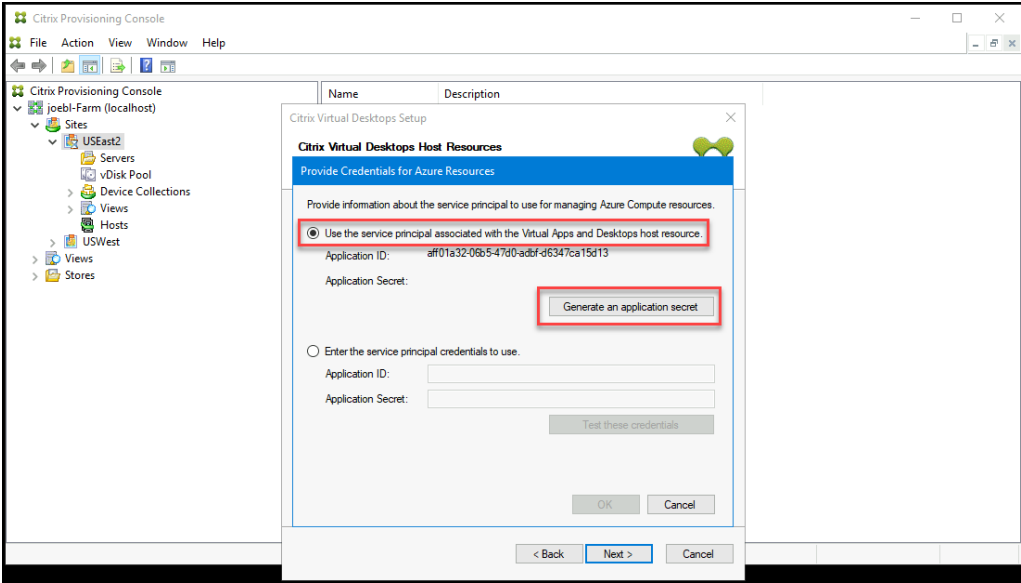 Citrix Provisioning Console
File Action View Window Help
Citrix Provisioning Console
joebl-Farm (localhost)
Sites
USEast2
Servers
vDisk Pool
Device Collections
Views
Hosts
USWest
Views
Stores
Name Description
Citrix Virtual Desktops Setup
Citrix Virtual Desktops Host Resources
Provide Credentials for Azure Resources
Provide information about the service principal to use for managing Azure Compute resources.
Use the service principal associated with the Virtual Apps and Desktops host resource.
Application ID: aff01a32-06b5-47d0-adbf-d6347ca15d13
Application Secret:
Generate an application secret
Enter the service principal credentials to use.
Application ID:
Application Secret:
Test these credentials
OK Cancel
< Back Next > Cancel